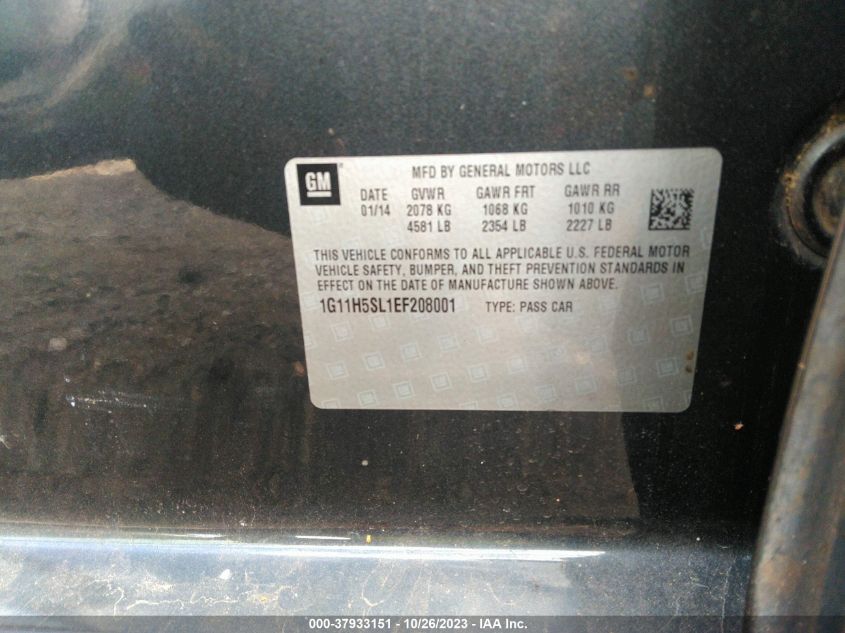 GM
MFD BY GENERAL MOTORS LLC
DATE GVWR GAWR FRT GAWR RR
01/14 2078 KG 1068 KG 1010 KG
4581 LB 2354 LB 2227 LB
THIS VEHICLE CONFORMS TO ALL APPLICABLE U.S. FEDERAL MOTOR
VEHICLE SAFETY, BUMPER, AND THEFT PREVENTION STANDARDS IN
EFFECT ON THE DATE OF MANUFACTURE SHOWN ABOVE.
1G11H5SL1EF208001 TYPE: PASS CAR
000-37933151 - 10/26/2023 - IAA Inc.